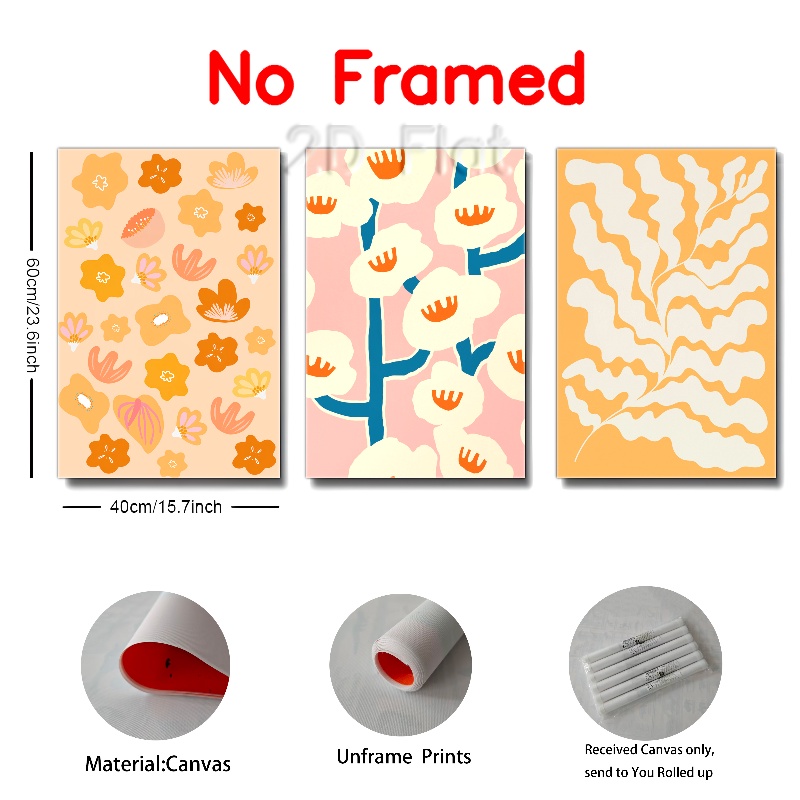 No Framed
2D Flat
60cm/23.6inch
40cm/15.7inch
Material:Canvas
Unframe Prints
Received Canvas only,
send to You Rolled up